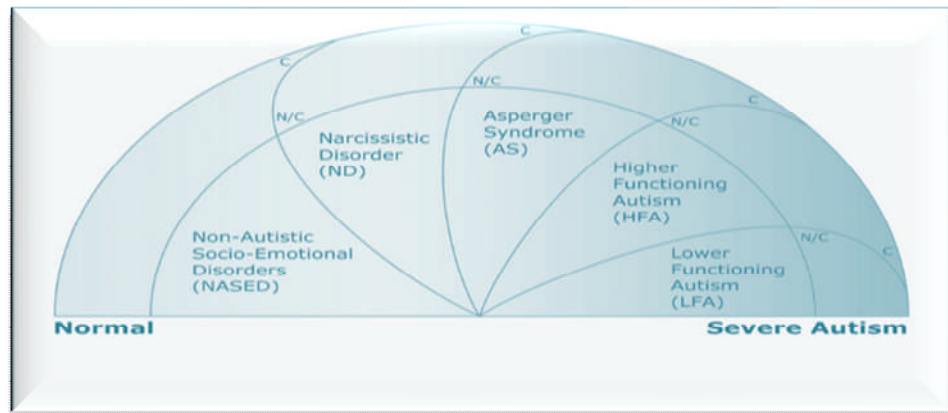 C
C
C
N/C
N/C
N/C
N/C
C
Narcissistic
Disorder
(ND)
Asperger
Syndrome
(AS)
Higher
Functioning
Autism
(HFA)
Non-Autistic
Socio-Emotional
Disorders
(NASED)
Lower
Functioning
Autism
(LFA)
Normal
Severe Autism